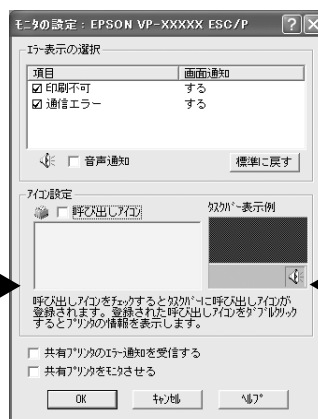 ﾓﾆﾀの設定：EPSON VP-XXXXX ESC/P
ｴﾗｰ表示の選択
項目 画面通知
印刷不可 する
通信エラー する
音声通知 標準に戻す
ｱｲｺﾝ設定
呼び出しｱｲｺﾝ ﾀｽｸﾊﾞｰ表示例
呼び出しｱｲｺﾝをﾁｪｯｸするとﾀｽｸﾊﾞｰに呼び出しｱｲｺﾝが
登録されます。登録された呼び出しｱｲｺﾝをﾀﾞﾌﾞﾙｸﾘｯｸ
するとﾌﾟﾘﾝﾀの情報を表示します。
共有ﾌﾟﾘﾝﾀのｴﾗｰ通知を受信する
共有ﾌﾟﾘﾝﾀをﾓﾆﾀさせる
OK ｷｬﾝｾﾙ ﾍﾙﾌﾟ